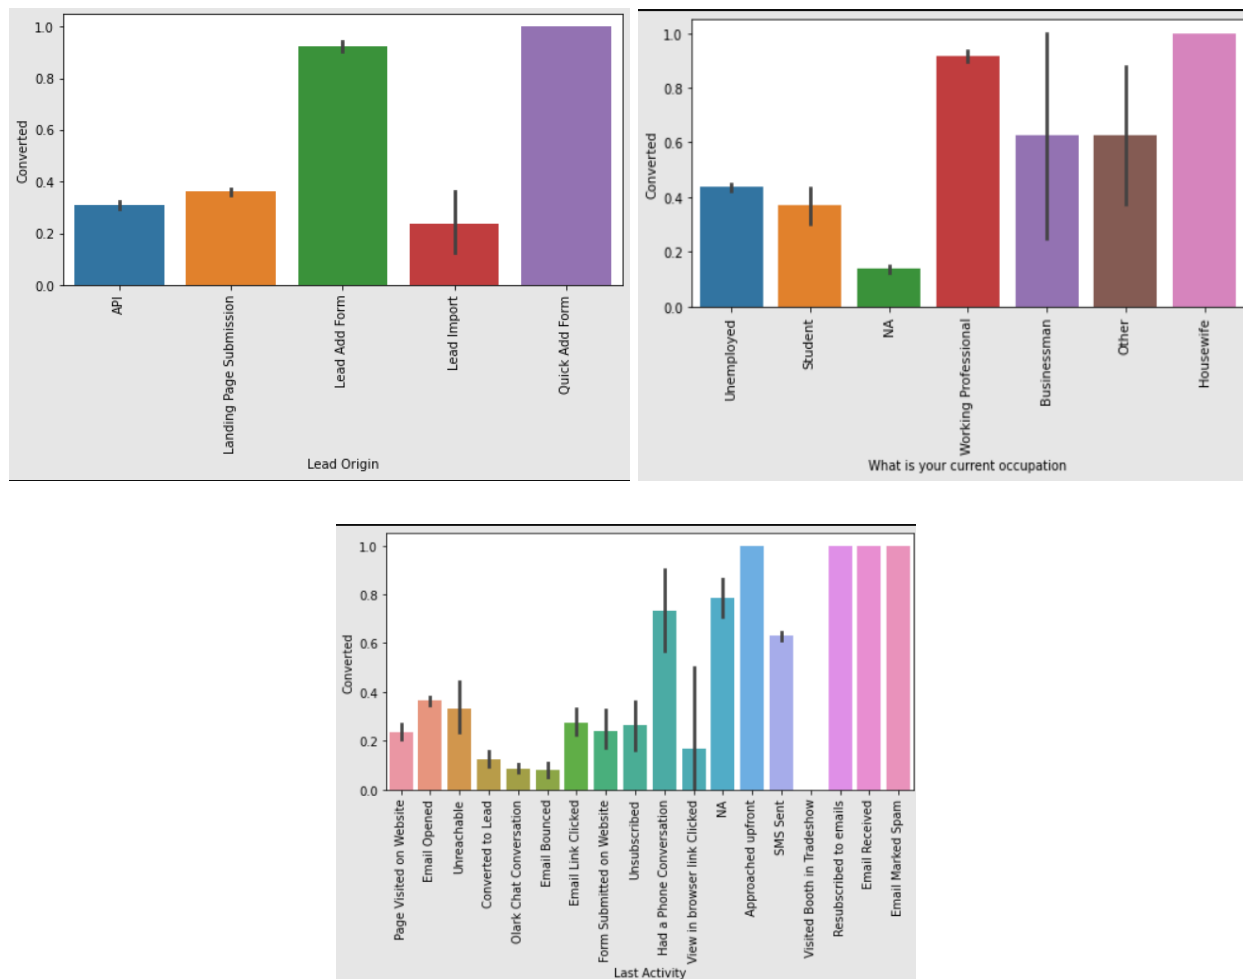 1.0
0.8
0.6
0.4
0.2
0.0
Converted
API
Landing Page Submission
Lead Add Form
Lead Import
Quick Add Form
Lead Origin
1.0
0.8
0.6
0.4
0.2
0.0
Converted
Unemployed
Student
NA
Working Professional
Businessman
Other
Housewife
What is your current occupation
1.0
0.8
0.6
0.4
0.2
0.0
Converted
Page Visited on Website
Email Opened
Unreachable
Converted to Lead
Olark Chat Conversation
Email Bounced
Email Link Clicked
Form Submitted on Website
Unsubscribed
Had a Phone Conversation
View in browser link Clicked
NA
Approached upfront
SMS Sent
Visited Booth in Tradeshow
Resubscribed to emails
Email Received
Email Marked Spam
Last Activity